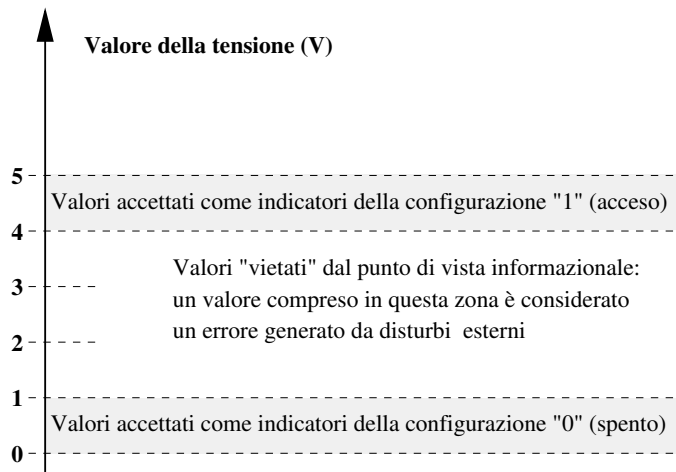 Valore della tensione (V)
5
Valori accettati come indicatori della configurazione "1" (acceso)
4
Valori "vietati" dal punto di vista informazionale:
3
un valore compreso in questa zona è considerato
un errore generato da disturbi esterni
2
1
Valori accettati come indicatori della configurazione "0" (spento)
0